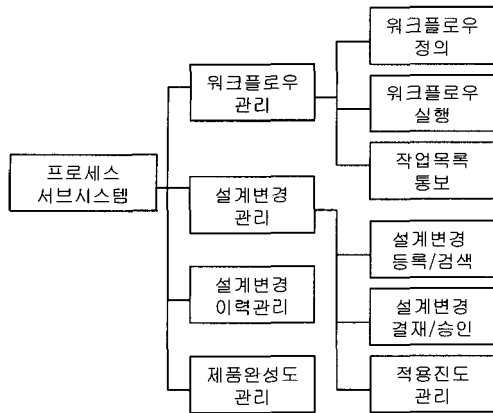 프로세스
서브시스템
워크플로우
관리
워크플로우
정의
워크플로우
실행
작업목록
통보
설계변경
관리
설계변경
등록/검색
설계변경
결재/승인
적용진도
관리
설계변경
이력관리
제품완성도
관리